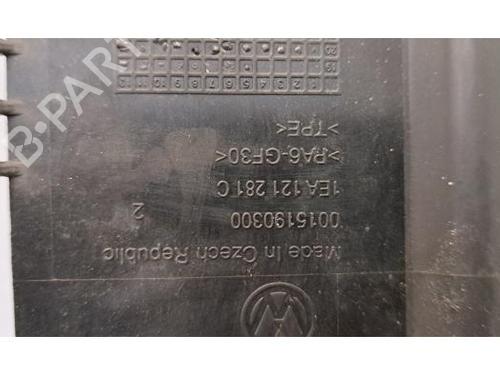 Made In Czech Republic
0015190300 2
1EA 121 281 C
>PA6-GF30<
>TPE<
B-PARTS